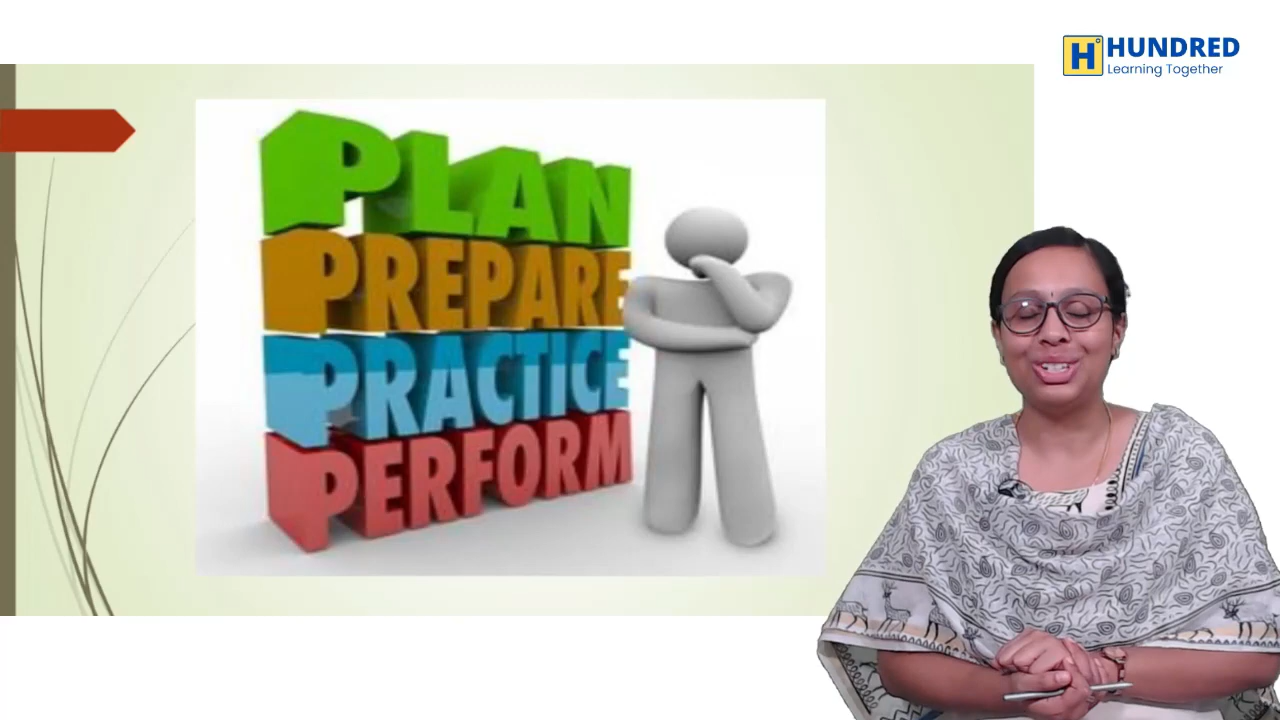 HUNDRED
Learning Together
PLAN
PREPARE
PRACTICE
PERFORM